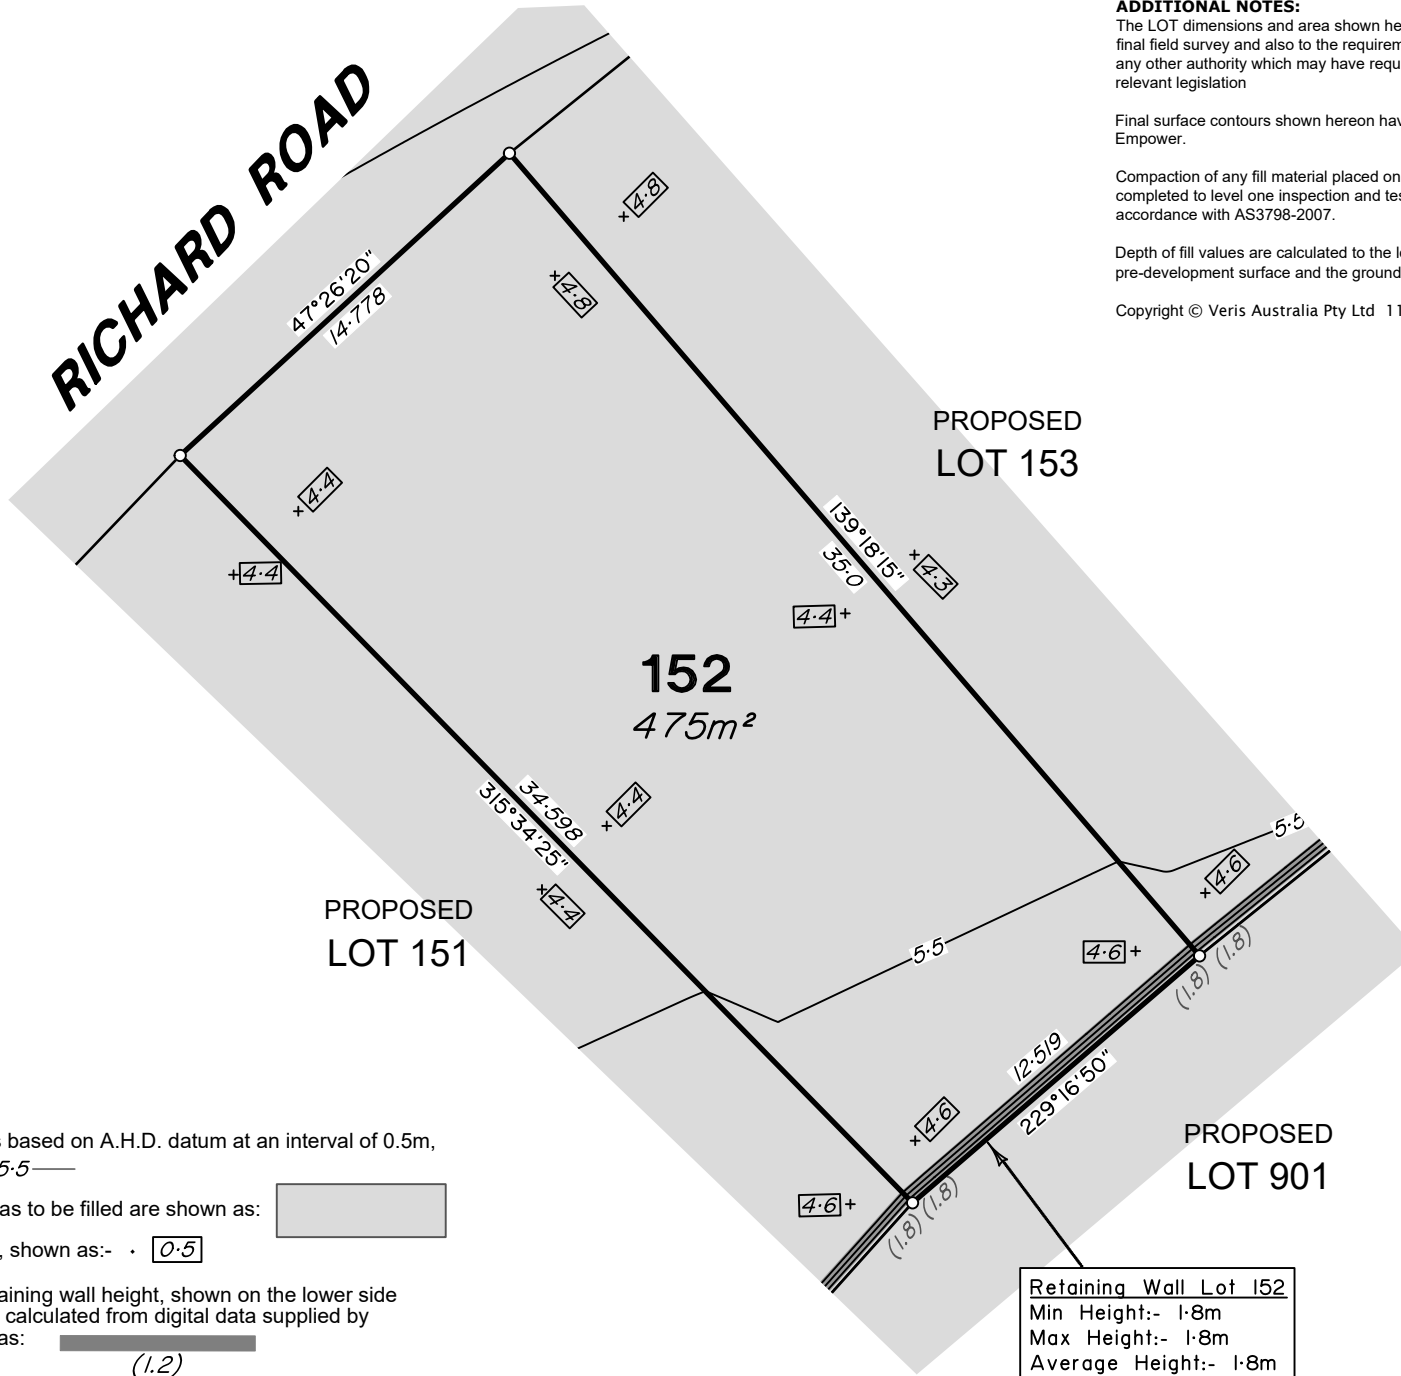 ADDITIONAL NOTES:
The LOT dimensions and area shown he
final field survey and also to the requirem
any other authority which may have requ
relevant legislation
Final surface contours shown hereon hav
Empower.
Compaction of any fill material placed on
completed to level one inspection and tes
accordance with AS3798-2007.
Depth of fill values are calculated to the l
pre-development surface and the ground
Copyright © Veris Australia Pty Ltd 11
RICHARD ROAD
47°26'20"
14·778
4·8
4·8
PROPOSED
LOT 153
4·4
4·4
139°18'15"
35·0
4·3
4·4
152
475m²
34·598
315°34'25"
4·4
4·4
PROPOSED
LOT 151
5·5
5·5
4·6
4·6
(1.8)
(1.8)
12·519
229°16'50"
4·6
4·6
(1.8)
(1.8)
PROPOSED
LOT 901
s based on A.H.D. datum at an interval of 0.5m,
5·5
as to be filled are shown as:
, shown as:- 0·5
aining wall height, shown on the lower side
calculated from digital data supplied by
as:
(1.2)
Retaining Wall Lot 152
Min Height:- 1·8m
Max Height:- 1·8m
Average Height:- 1·8m